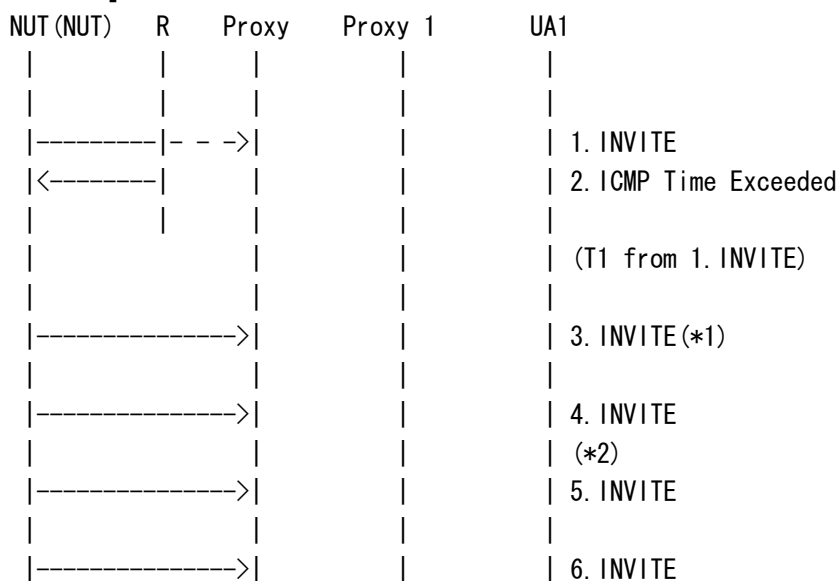 NUT(NUT) R Proxy Proxy 1 UA1
1. INVITE
2. ICMP Time Exceeded
(T1 from 1. INVITE)
3. INVITE(*1)
4. INVITE
(*2)
5. INVITE
6. INVITE